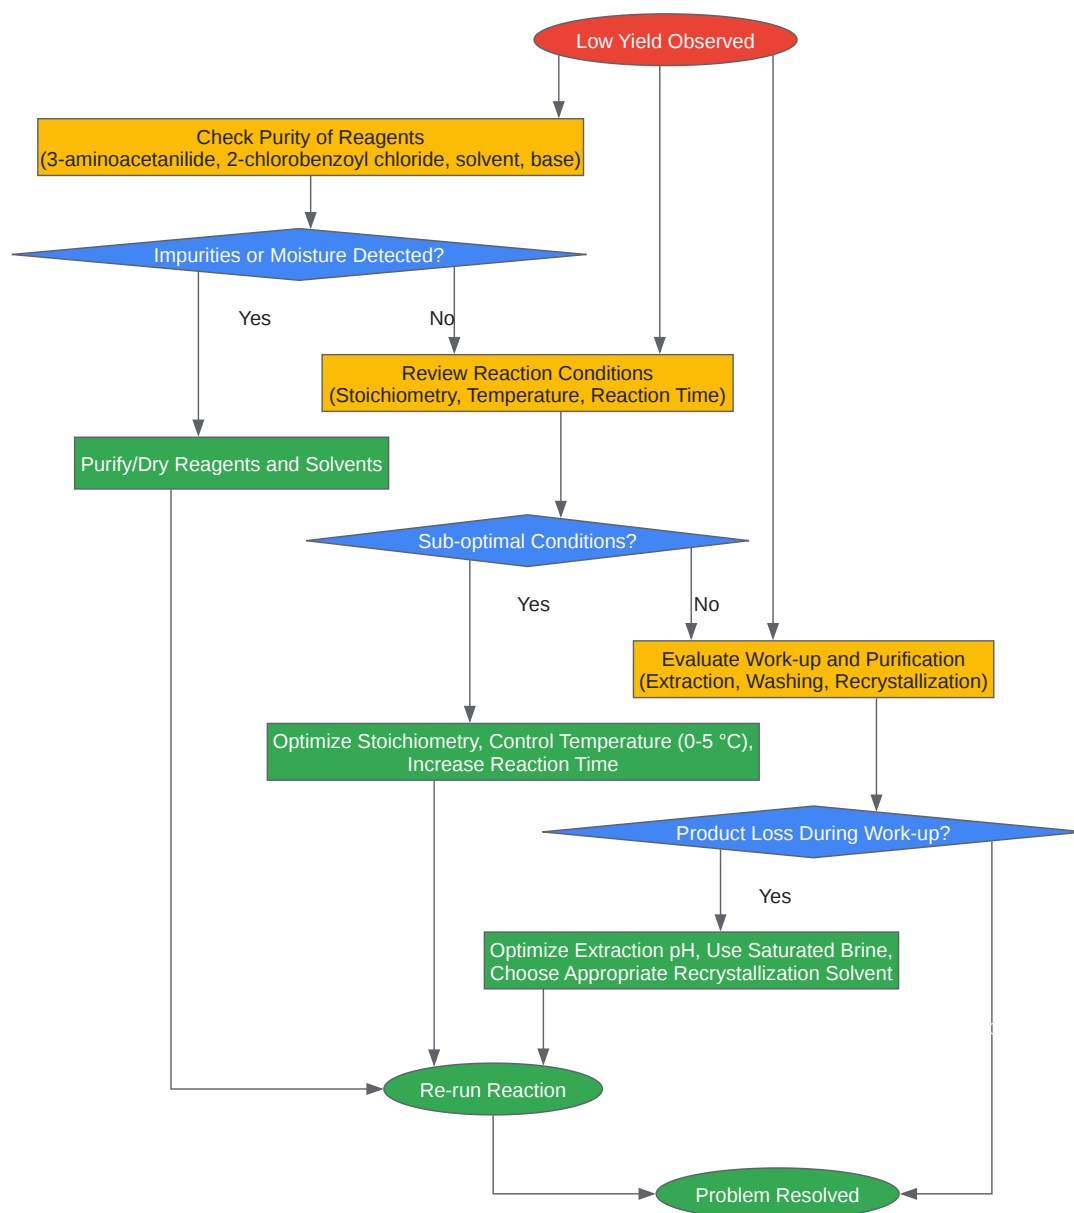 Low Yield Observed
Check Purity of Reagents
(3-aminoacetanilide, 2-chlorobenzoyl chloride, solvent, base)
Impurities or Moisture Detected?
Yes
No
Review Reaction Conditions
(Stoichiometry, Temperature, Reaction Time)
Purify/Dry Reagents and Solvents
Sub-optimal Conditions?
Yes
No
Evaluate Work-up and Purification
(Extraction, Washing, Recrystallization)
Optimize Stoichiometry, Control Temperature (0-5 °C),
Increase Reaction Time
Product Loss During Work-up?
Yes
Optimize Extraction pH, Use Saturated Brine,
Choose Appropriate Recrystallization Solvent
Re-run Reaction
Problem Resolved